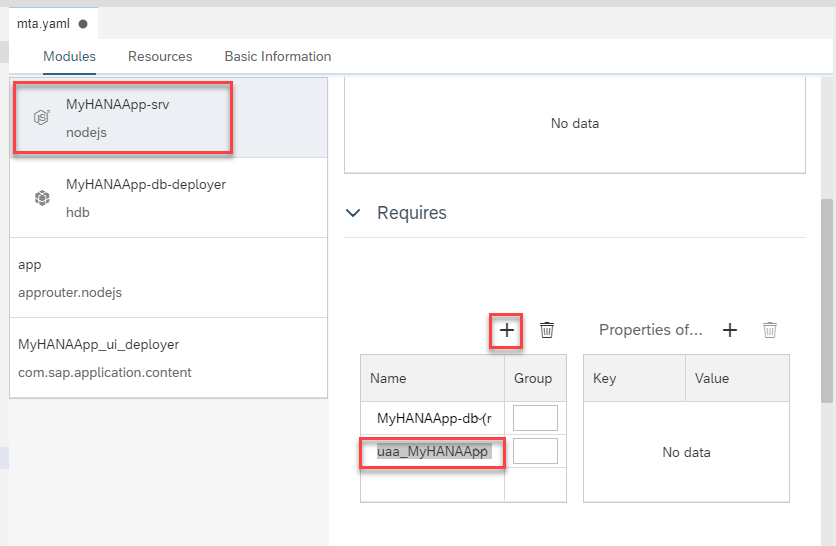 mta.yaml
Modules Resources Basic Information
MyHANAApp-srv
nodejs
MyHANAApp-db-deployer
hdb
app
approuter.nodejs
MyHANAApp_ui_deployer
com.sap.application.content
No data
Requires
Properties of...
Name Group
MyHANAApp-db (r
uaa_MyHANAApp
Key Value
No data